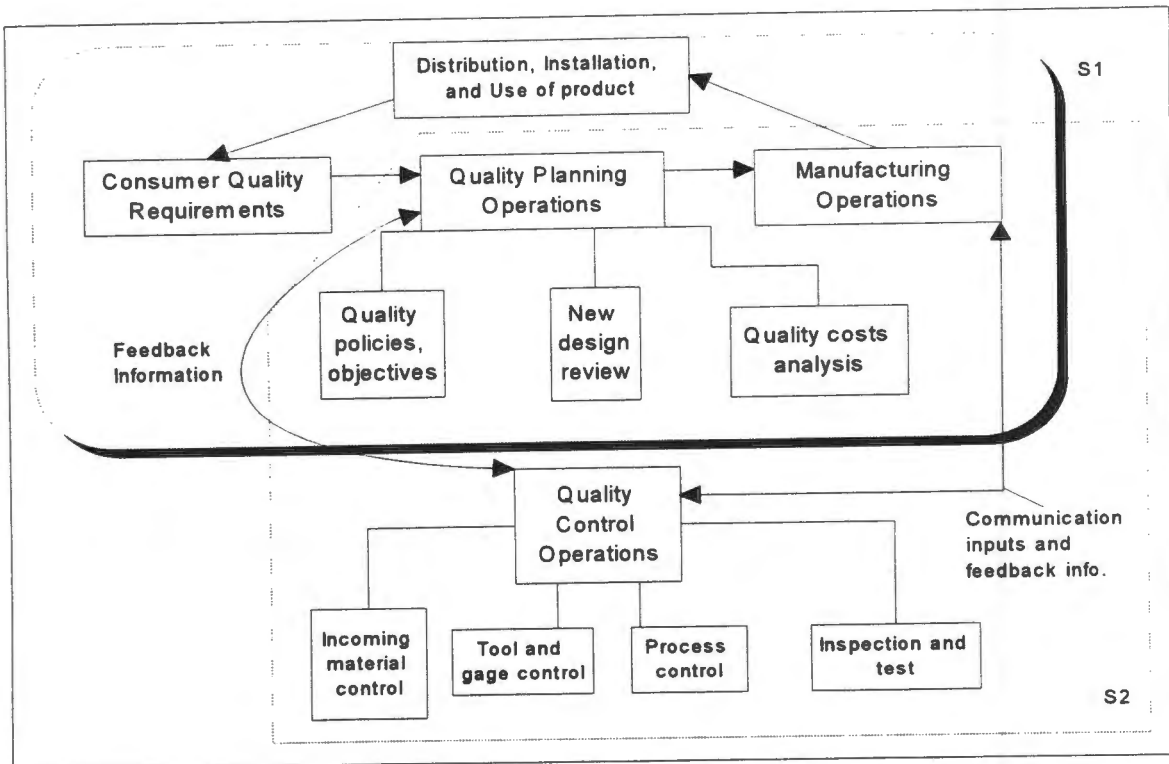 Distribution, Installation,
and Use of product
S1
Consumer Quality
Requirements
Quality Planning
Operations
Manufacturing
Operations
Quality
policies,
objectives
New
design
review
Quality costs
analysis
Feedback
Information
Quality
Control
Operations
Communication
inputs and
feedback info.
Incoming
material
control
Tool and
gage control
Process
control
Inspection and
test
S2